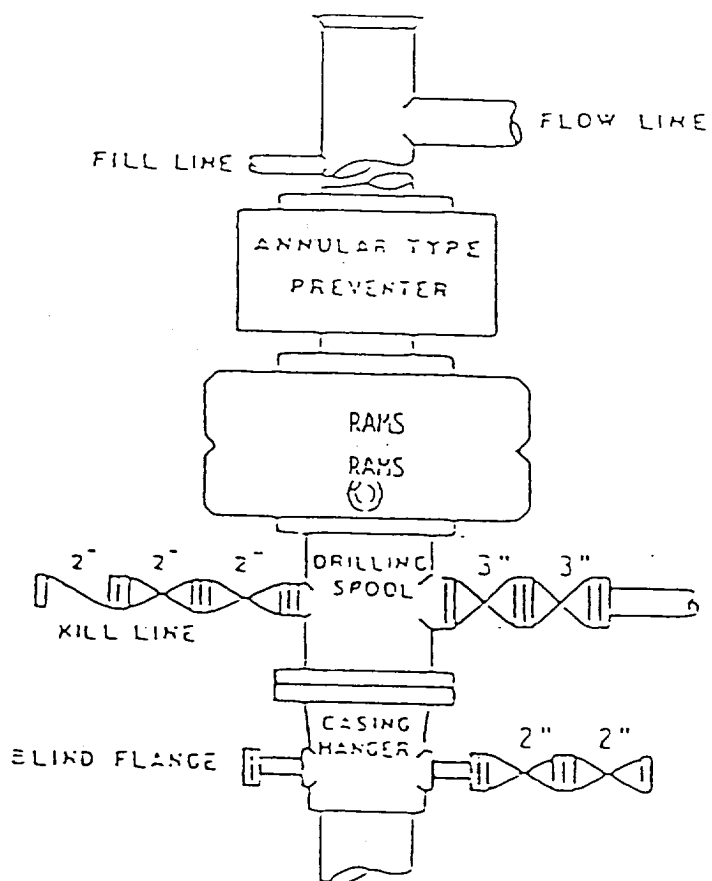 FLOW LINE
FILL LINE
ANNULAR TYPE
PREVENTER
RAMS
RAMS
2" 2" 2"
DRILLING
SPOOL
3" 3"
KILL LINE
CASING
HANGER
2" 2"
BLIND FLANGE